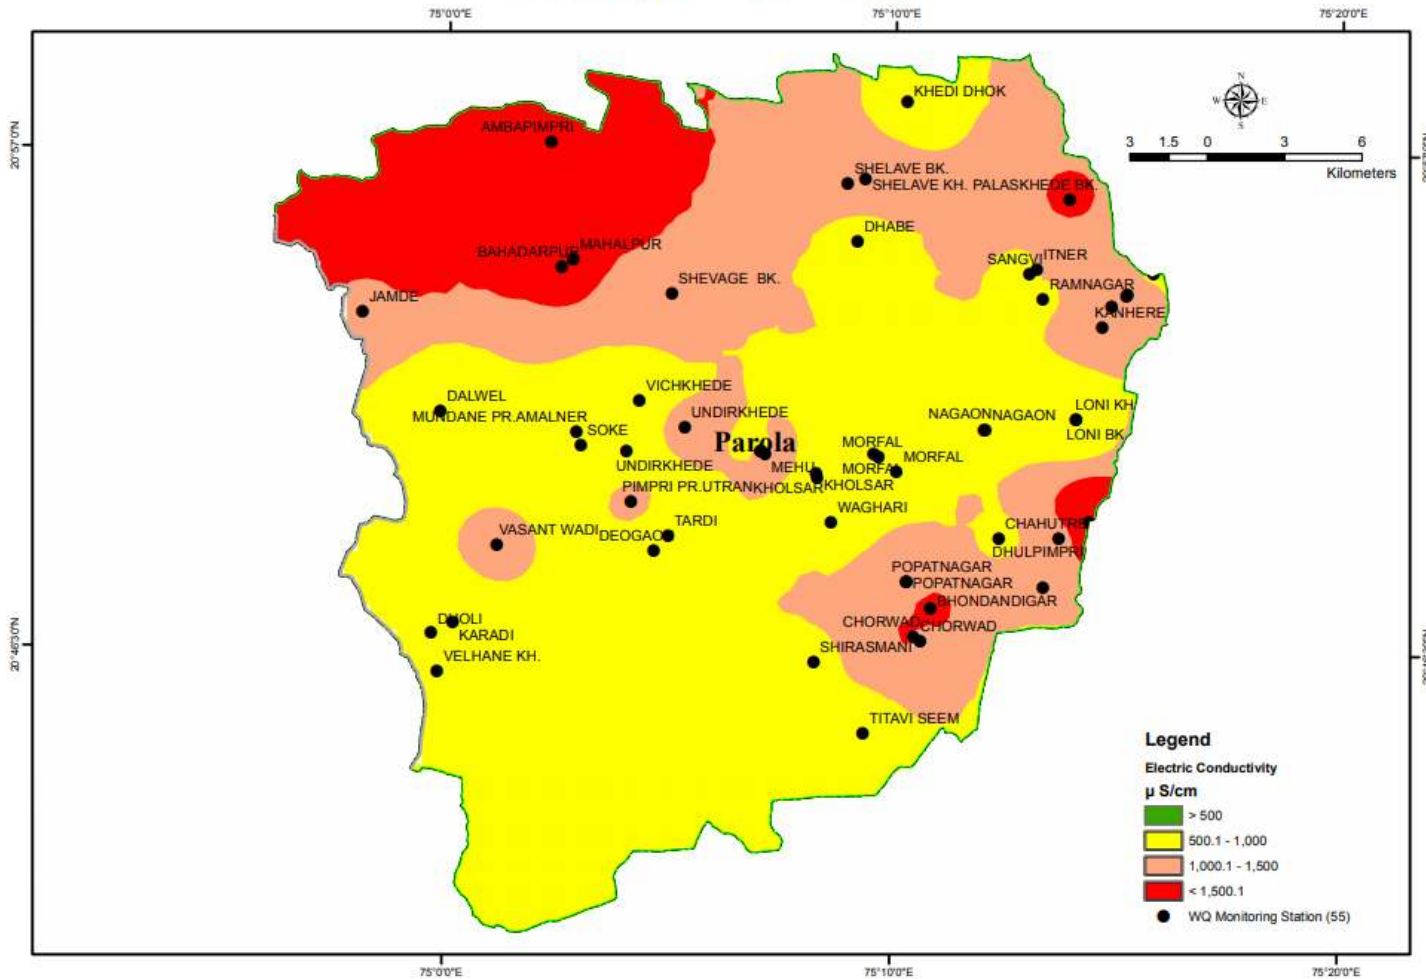 75°0'0"E
75°10'0"E
75°20'0"E
20°57'0"N
KHEDI DHOK
N
W E
S
AMBAPIMPRI
3 1.5 0 3 6
Kilometers
SHELAVE BK.
SHELAVE KH. PALASKHEDE BK.
DHABE
BAHADARPUR
MAHALPUR
SANGVI
ITNER
SHEVAGE BK.
RAMNAGAR
JAMDE
KANHERE
VICHKHEDE
DALWEL
MUNDANE PR.AMALNER
UNDIRKHEDE
LONI KH
NAGAON
NAGAON
SOKE
Parola
MORFAL
LONI BK
UNDIRKHEDE
MEHU
MORFAL
MORFAL
PIMPRI PR.UTRAN
KHOLSAR
KHOLSAR
WAGHARI
VASANT WADI
TARDI
DEOGAO
CHAHUTRE
DHULPIMPRI
POPATNAGAR
POPATNAGAR
BHONDANDIGAR
DHOLI
KARADI
CHORWAD
CHORWAD
20°46'30"N
VELHANE KH.
SHIRASMANI
TITAVI SEEM
Legend
Electric Conductivity
µ S/cm
> 500
500.1 - 1,000
1,000.1 - 1,500
< 1,500.1
WQ Monitoring Station (55)
75°0'0"E
75°10'0"E
75°20'0"E